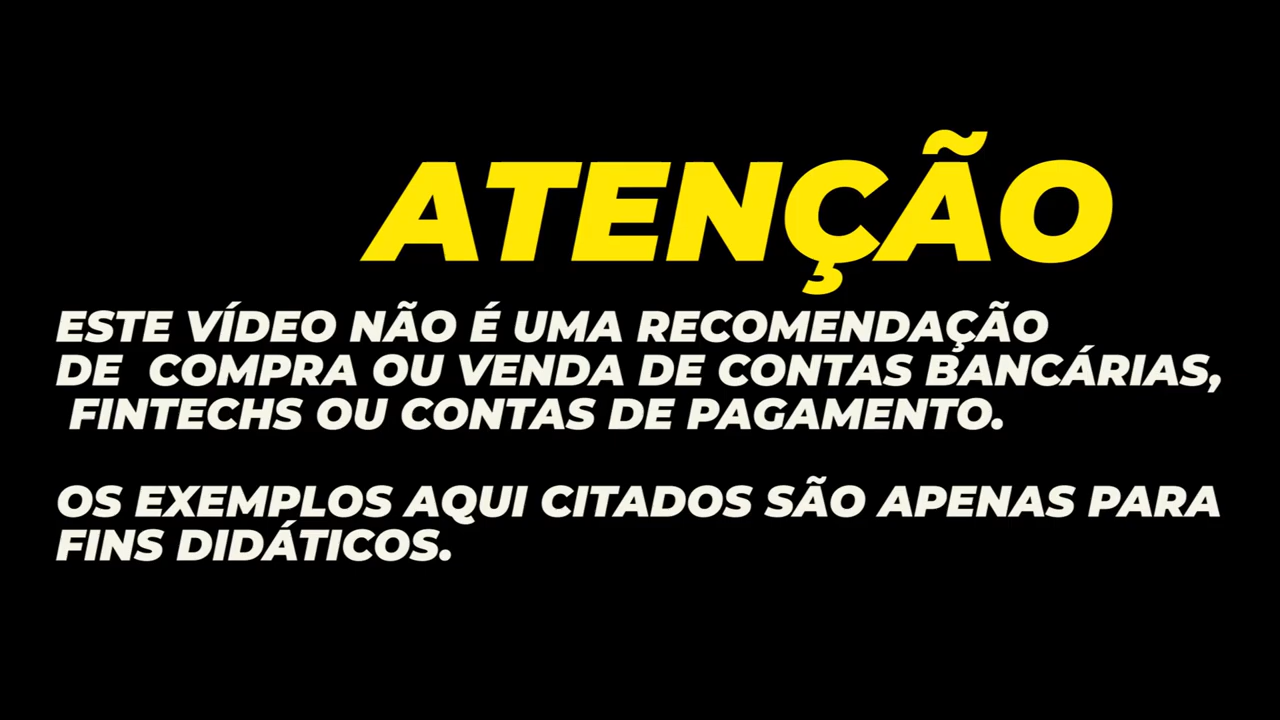 ATENÇÃO
ESTE VÍDEO NÃO É UMA RECOMENDAÇÃO
DE COMPRA OU VENDA DE CONTAS BANCÁRIAS,
FINTECHS OU CONTAS DE PAGAMENTO.
OS EXEMPLOS AQUI CITADOS SÃO APENAS PARA
FINS DIDÁTICOS.